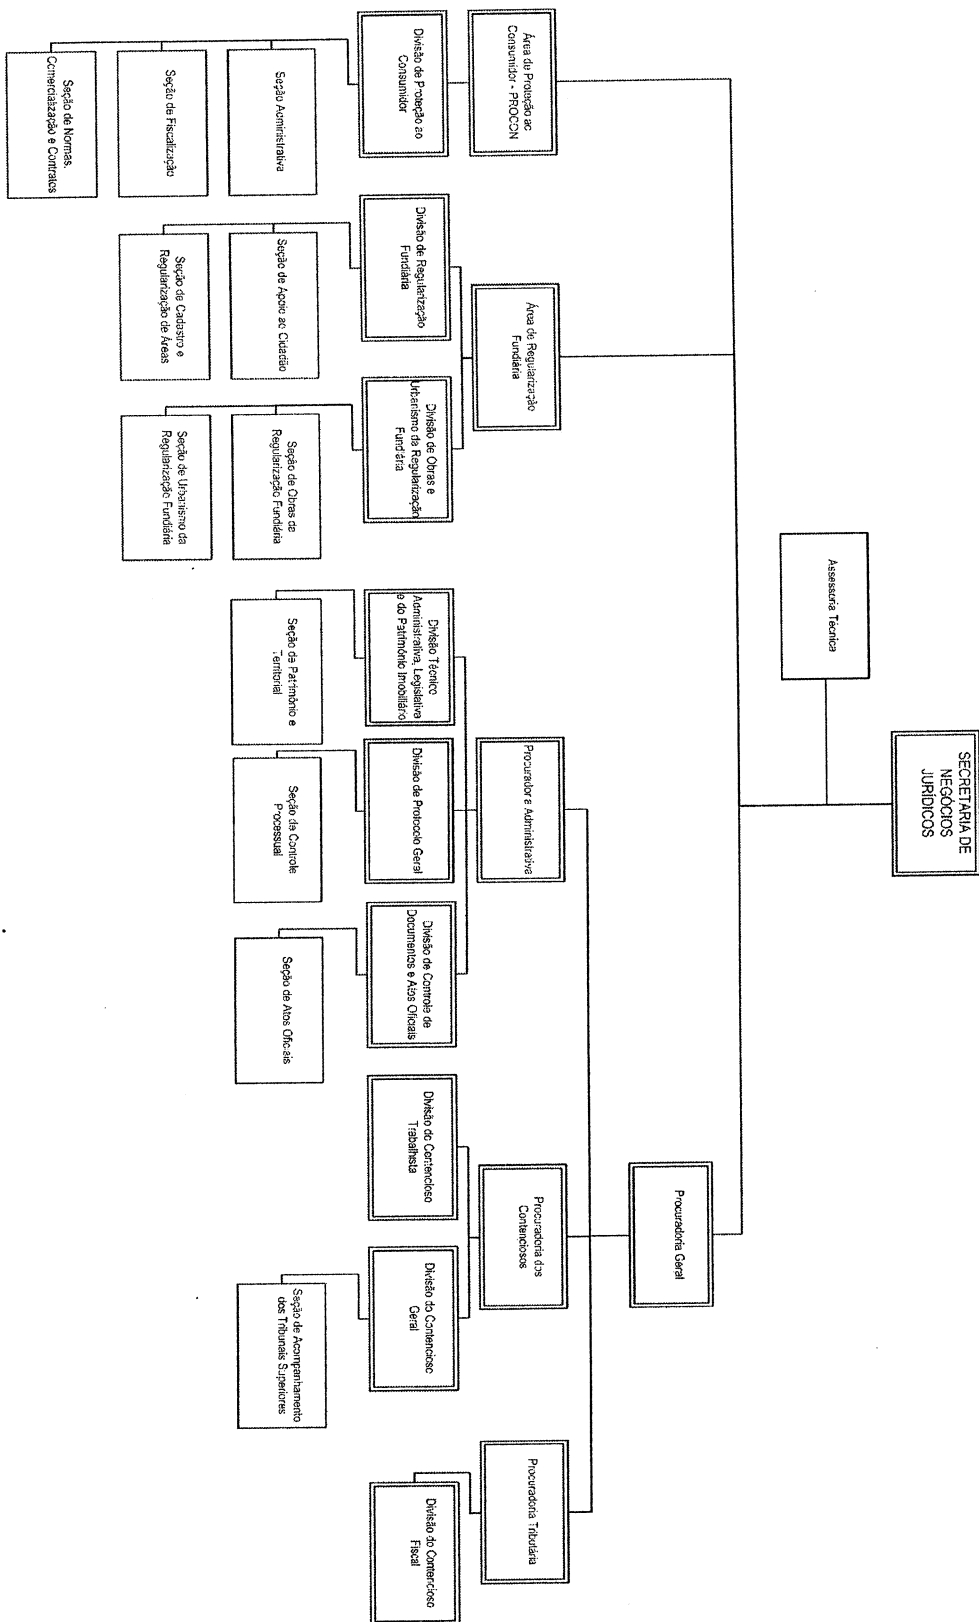 SECRETARIA DE
NEGÓCIOS
JURÍDICOS
Assessoria Técnica
Área de Proteção ao
Consumidor - PROCON
Área de Regularização
Fundiária
Procuradoria Geral
Procuradoria Administrativa
Procuradoria dos
Contenciosos
Procuradoria Tributária
Divisão de Proteção ao
Consumidor
Divisão de Regularização
Fundiária
Divisão de Obras e
Urbanismo da Regularização
Fundiária
Divisão Técnico
Administrativa, Legislativa
e do Patrimônio Imobiliário
Divisão de Protocolo Geral
Divisão de Controle de
Documentos e Atos Oficiais
Divisão do Contencioso
Trabalhista
Divisão do Contencioso
Geral
Divisão do Contencioso
Fiscal
Seção Administrativa
Seção de Apoio ao Cidadão
Seção de Obras da
Regularização Fundiária
Seção de Patrimônio e
Territorial
Seção de Controle
Processual
Seção de Atos Oficiais
Seção de Acompanhamento
dos Tribunais Superiores
Seção de Fiscalização
Seção de Cadastro e
Regularização de Áreas
Seção de Urbanismo da
Regularização Fundiária
Seção de Normas,
Comercialização e Contratos